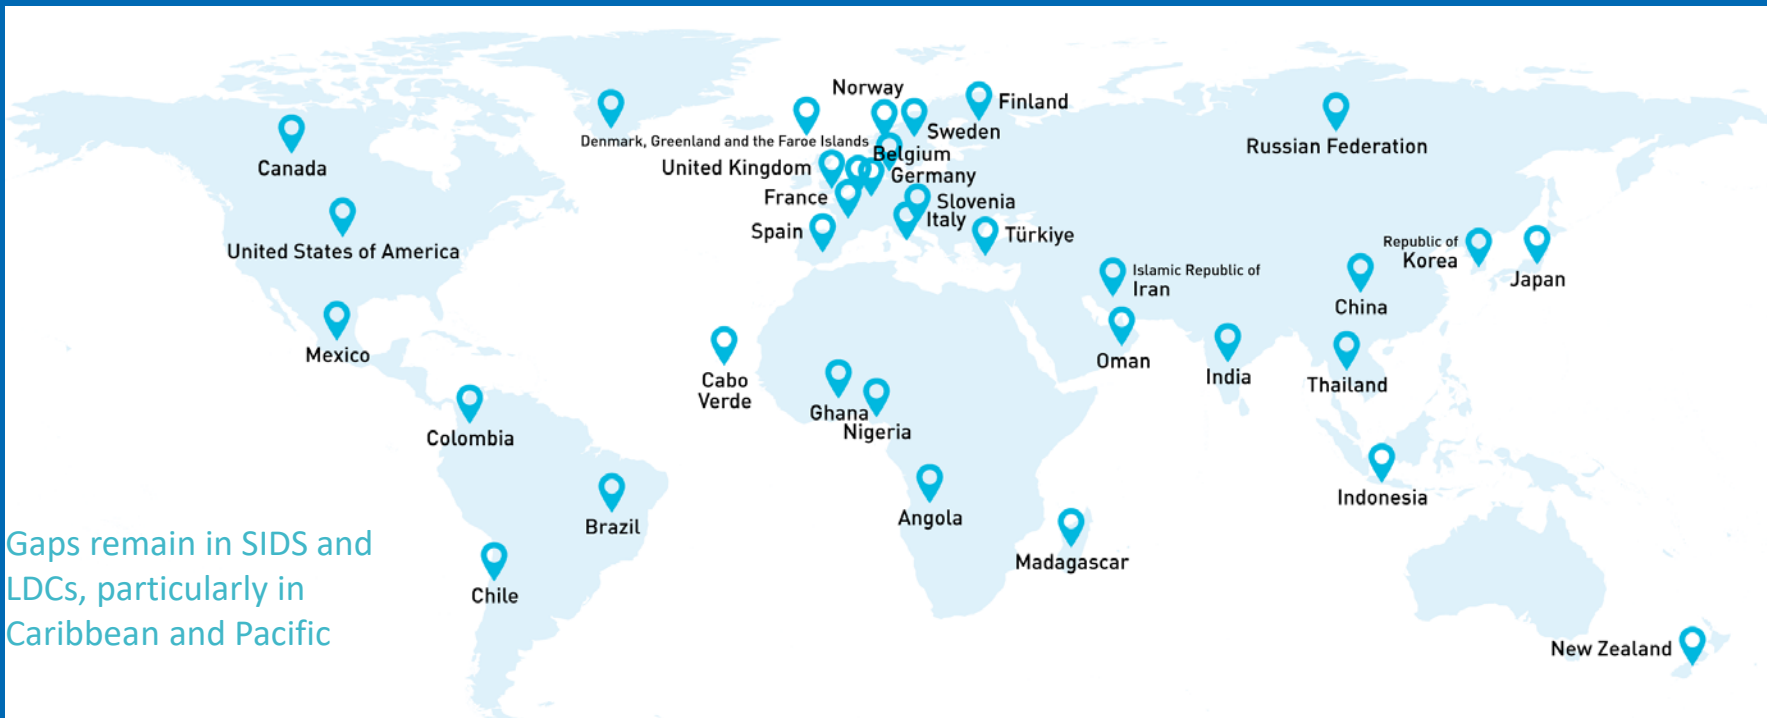 Norway
Finland
Sweden
Denmark, Greenland and the Faroe Islands
Belgium
Canada
United Kingdom
Germany
Russian Federation
France
Slovenia
Italy
Spain
Türkiye
United States of America
Republic of
Korea
Japan
Islamic Republic of
Iran
China
Mexico
Oman
India
Thailand
Cabo
Verde
Ghana
Nigeria
Colombia
Indonesia
Brazil
Angola
Madagascar
Chile
New Zealand
Gaps remain in SIDS and
LDCs, particularly in
Caribbean and Pacific